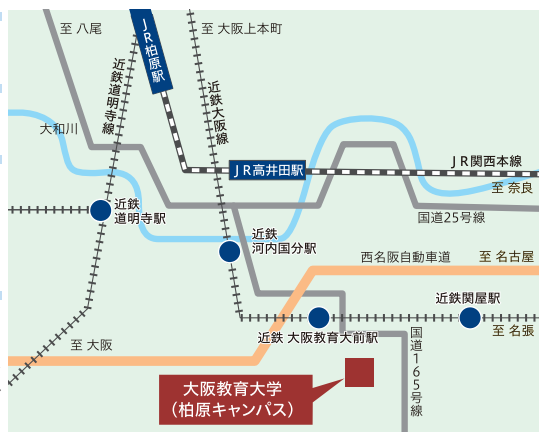 至 八尾
JR柏原駅
至 大阪上本町
近鉄道明寺線
近鉄大阪線
大和川
JR高井田駅
JR関西本線
至 奈良
近鉄
道明寺駅
国道25号線
近鉄
河内国分駅
西名阪自動車道
至 名古屋
近鉄関屋駅
至 大阪
近鉄 大阪教育大前駅
至 名張
国道165号線
大阪教育大学
（柏原キャンパス）